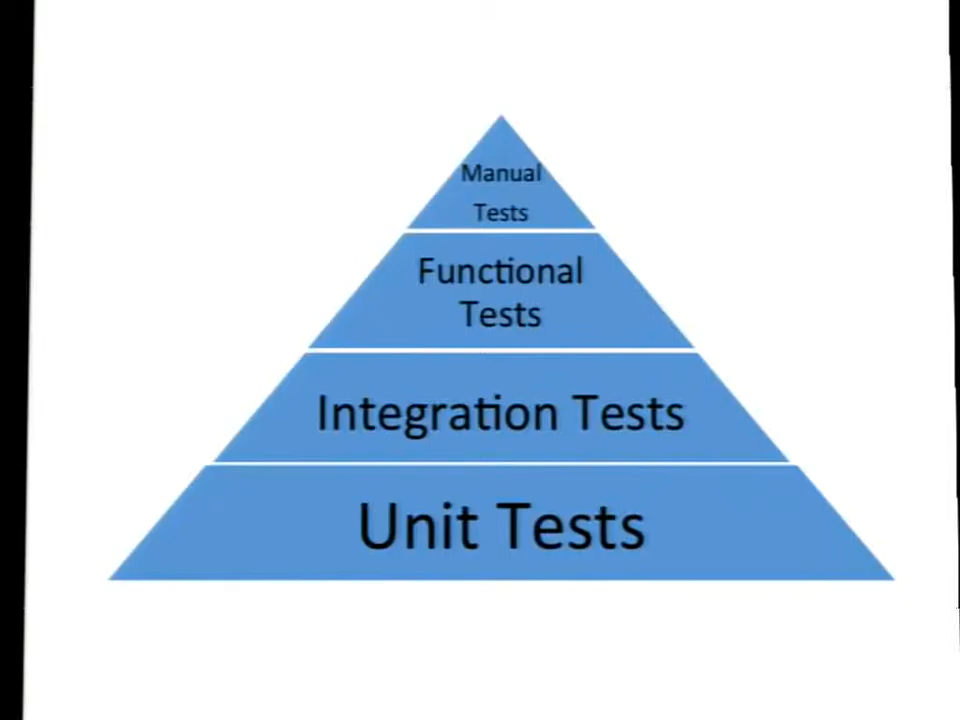 Manual
Tests
Functional
Tests
Integration Tests
Unit Tests